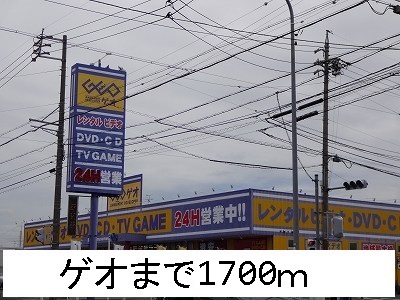 GEO
ゲオ
レンタルビデオ
DVD・CD
TV GAME
24H営業
CD・TV GAME
24H営業中!!
レンタルビデオ・DVD・C
ゲオまで1700m